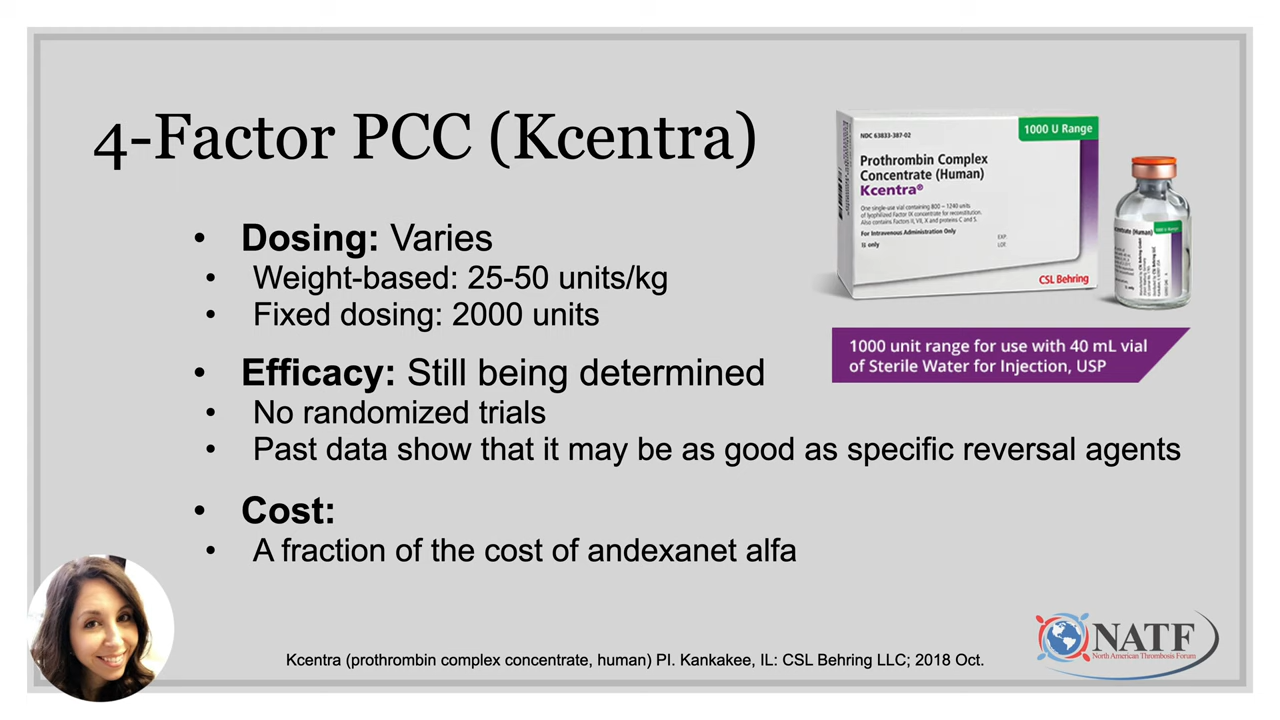 4-Factor PCC (Kcentra)
• Dosing: Varies
• Weight-based: 25-50 units/kg
• Fixed dosing: 2000 units
• Efficacy: Still being determined
• No randomized trials
• Past data show that it may be as good as specific reversal agents
• Cost:
• A fraction of the cost of andexanet alfa
NDC 63833-387-02
1000 U Range
Prothrombin Complex
Concentrate (Human)
Kcentra®
One single-use vial containing 800 – 1240 units
of lyophilized Factor IX concentrate for reconstitution.
Also contains Factors II, VII, X and proteins C and S.
For Intravenous Administration Only
℞ only
EXP
LOT
CSL Behring
1000 unit range for use with 40 mL vial
of Sterile Water for Injection, USP
Kcentra (prothrombin complex concentrate, human) PI. Kankakee, IL: CSL Behring LLC; 2018 Oct.
NATF
North American Thrombosis Forum